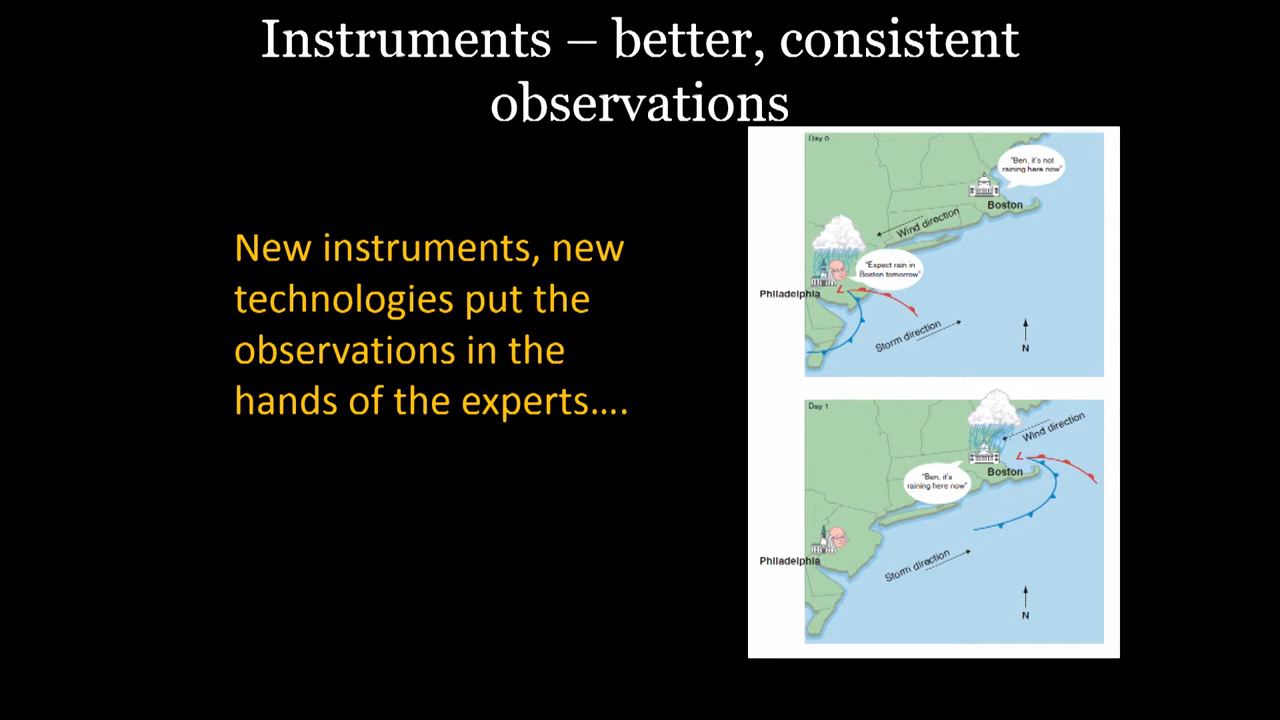 Instruments – better, consistent
observations
New instruments, new
technologies put the
observations in the
hands of the experts….
Day 0
"Ben, it's not
raining here now"
Boston
Wind direction
"Expect rain in
Boston tomorrow"
Philadelphia
L
Storm direction
N
Day 1
Wind direction
L
Boston
"Ben, it's
raining here now"
Philadelphia
Storm direction
N